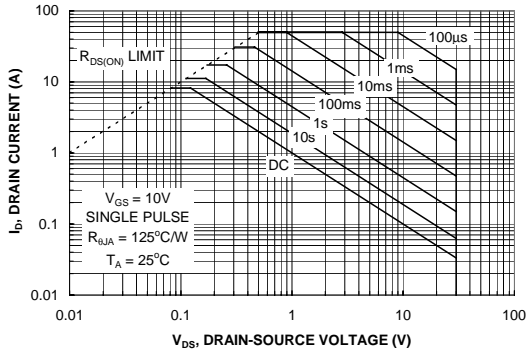 100
100µs
R_DS(ON) LIMIT
1ms
10ms
10
100ms
1s
10s
1
DC
V_GS = 10V
SINGLE PULSE
R_θJA = 125°C/W
T_A = 25°C
0.1
0.01
0.01
0.1
1
10
100
I_D, DRAIN CURRENT (A)
V_DS, DRAIN-SOURCE VOLTAGE (V)